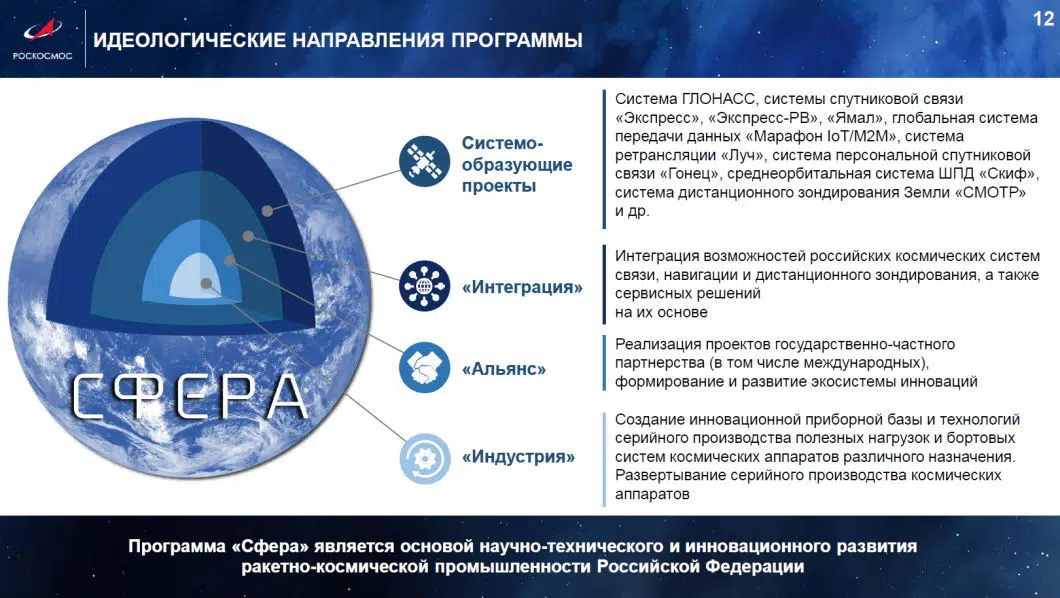 РОСКОСМОС
ИДЕОЛОГИЧЕСКИЕ НАПРАВЛЕНИЯ ПРОГРАММЫ
12
СФЕРА
Системо-
образующие
проекты
Система ГЛОНАСС, системы спутниковой связи
«Экспресс», «Экспресс-РВ», «Ямал», глобальная система
передачи данных «Марафон IoT/M2M», система
ретрансляции «Луч», система персональной спутниковой
связи «Гонец», среднеорбитальная система ШПД «Скиф»,
система дистанционного зондирования Земли «СМОТР»
и др.
«Интеграция»
Интеграция возможностей российских космических систем
связи, навигации и дистанционного зондирования, а также
сервисных решений
на их основе
«Альянс»
Реализация проектов государственно-частного
партнерства (в том числе международных),
формирование и развитие экосистемы инноваций
«Индустрия»
Создание инновационной приборной базы и технологий
серийного производства полезных нагрузок и бортовых
систем космических аппаратов различного назначения.
Развертывание серийного производства космических
аппаратов
Программа «Сфера» является основой научно-технического и инновационного развития
ракетно-космической промышленности Российской Федерации